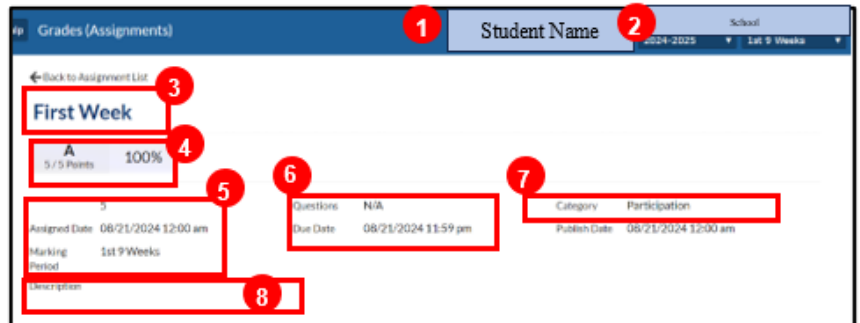 Grades (Assignments)
1
Student Name
2
School
2024-2025
1st 9 Weeks
Back to Assignment List
3
First Week
A
5 / 5 Points
100%
4
5
6
7
5
Questions N/A
Category Participation
Assigned Date 08/21/2024 12:00 am
Due Date 08/21/2024 11:59 pm
Publish Date 08/21/2024 12:00 am
Marking Period 1st 9 Weeks
Description
8